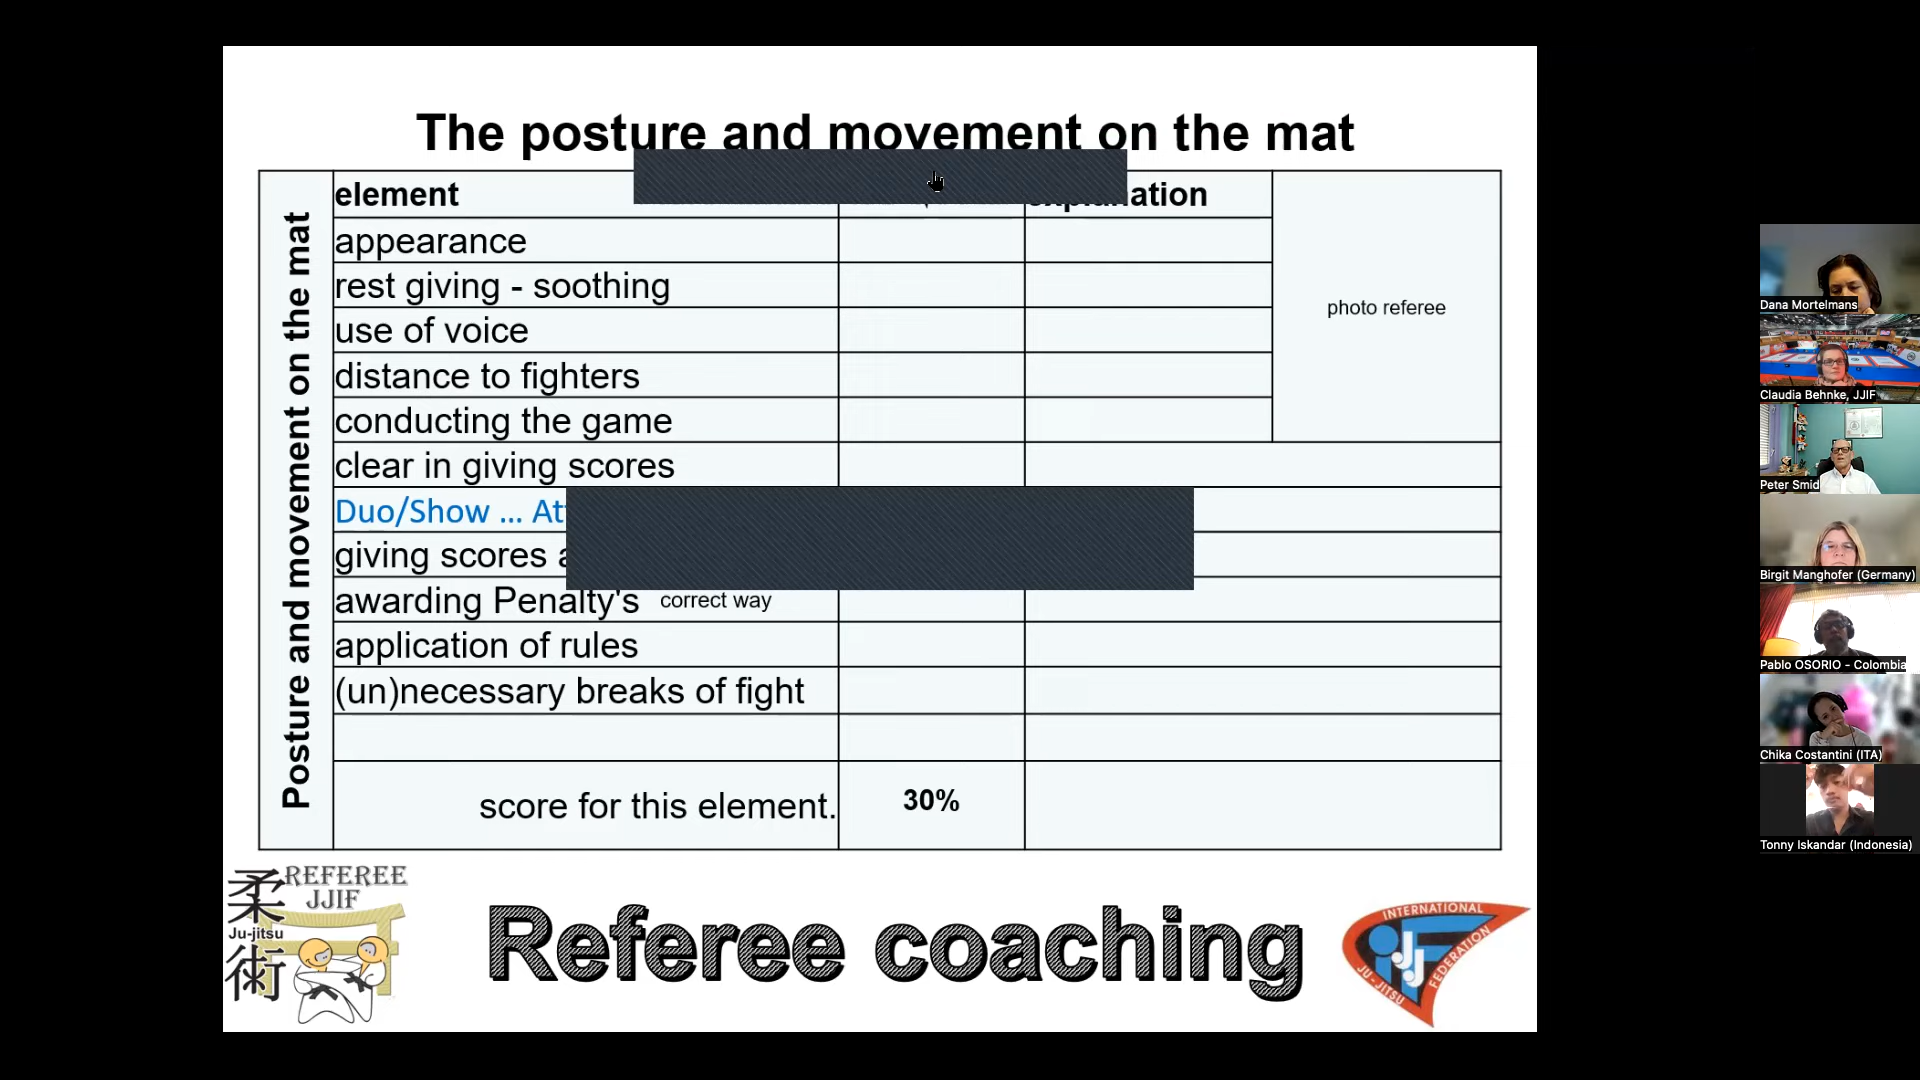 The posture and movement on the mat
Posture and movement on the mat
element
appearance
rest giving - soothing
use of voice
distance to fighters
conducting the game
clear in giving scores
Duo/Show ...
giving scores
awarding Penalty's correct way
application of rules
(un)necessary breaks of fight
score for this element. 30%
photo referee
REFEREE
JJIF
柔
Ju-jitsu
術
Referee coaching
INTERNATIONAL
JJIF
JU-JITSU
FEDERATION
Dana Mortelmans
Claudia Behnke, JJIF
Peter Smid
Birgit Manghofer (Germany)
Pablo OSORIO - Colombia
Chika Costantini (ITA)
Tonny Iskandar (Indonesia)